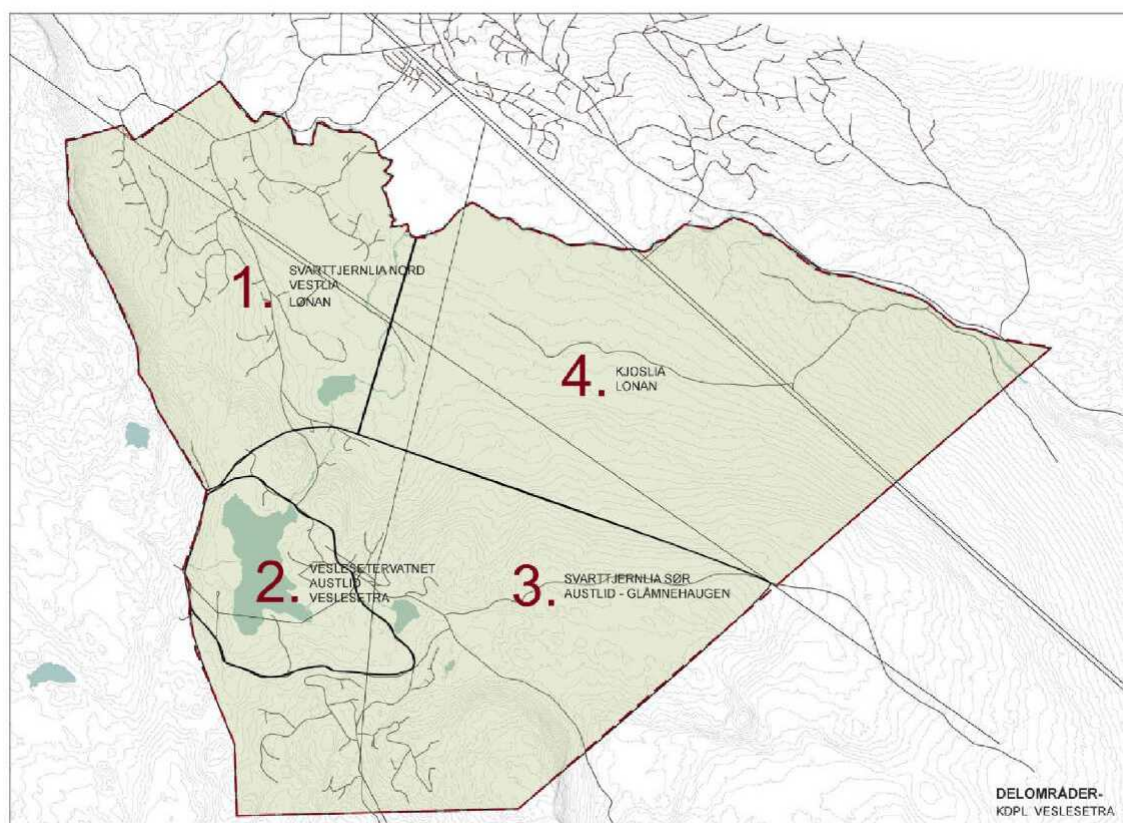 1.
SVARTTJERNLIA NORD
VESTLIA
LØNAN
4.
KJOSLIA
LONAN
2.
VESLESETERVATNET
AUSTLID -
VESLESETRA
3.
SVARTTJERNLIA SØR
AUSTLID - GLÅMNEHAUGEN
DELOMRÅDER-
KDPL VESLESETRA